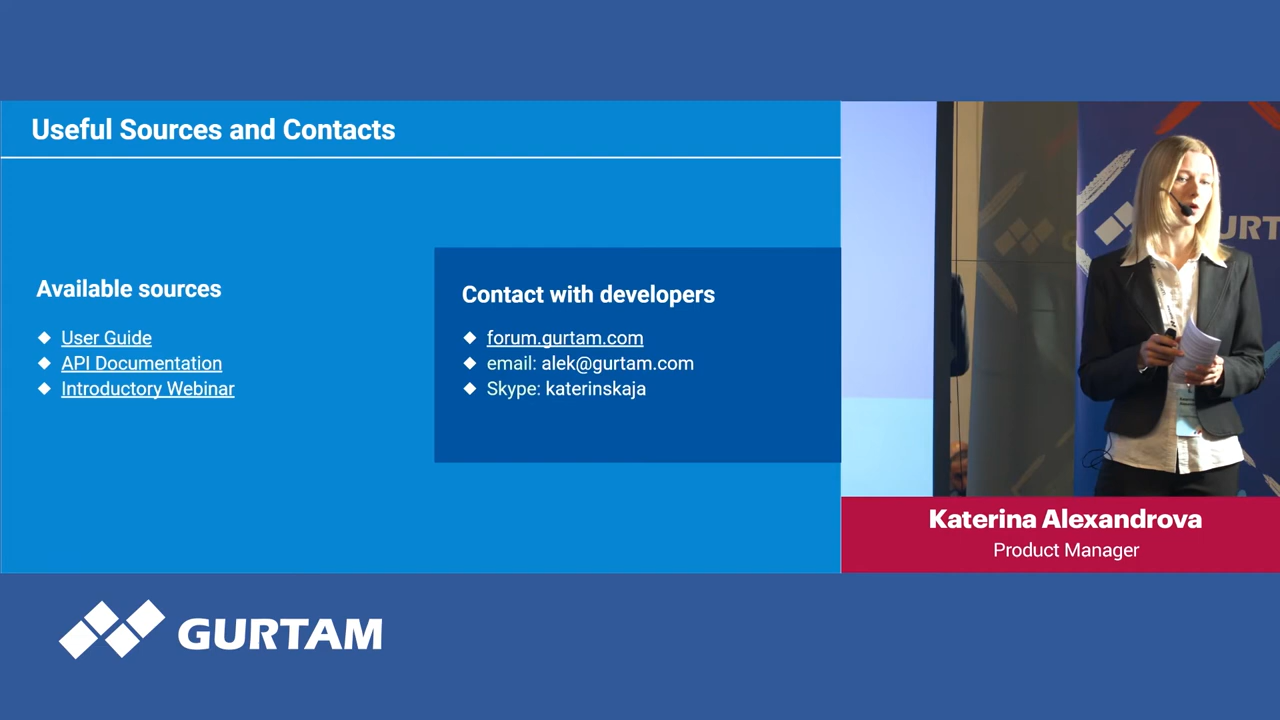 Useful Sources and Contacts
Available sources
User Guide
API Documentation
Introductory Webinar
Contact with developers
forum.gurtam.com
email: alek@gurtam.com
Skype: katerinskaja
URT
Katerina Alexandrova
Product Manager
GURTAM